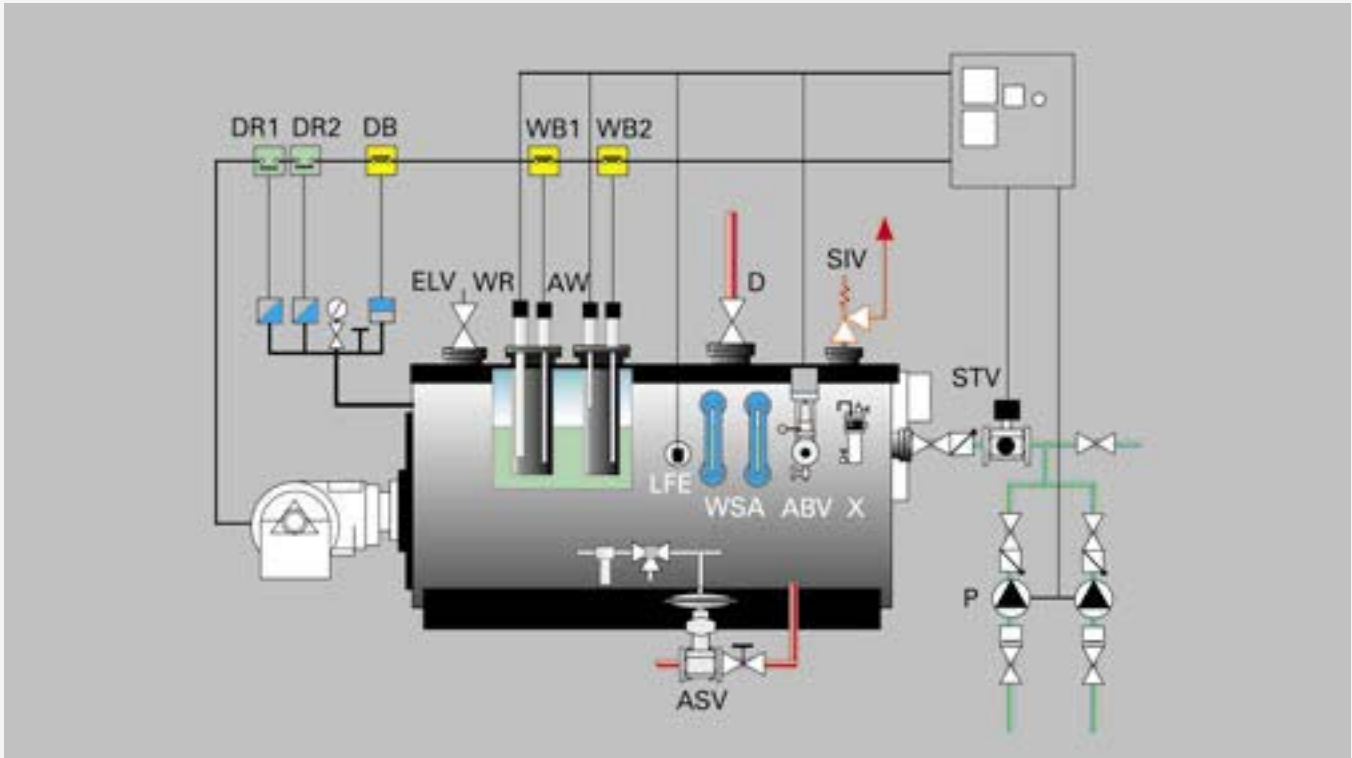 DR1 DR2 DB WB1 WB2
ELV WR AW D SIV
STV
LFE
WSA ABV X
P
ASV